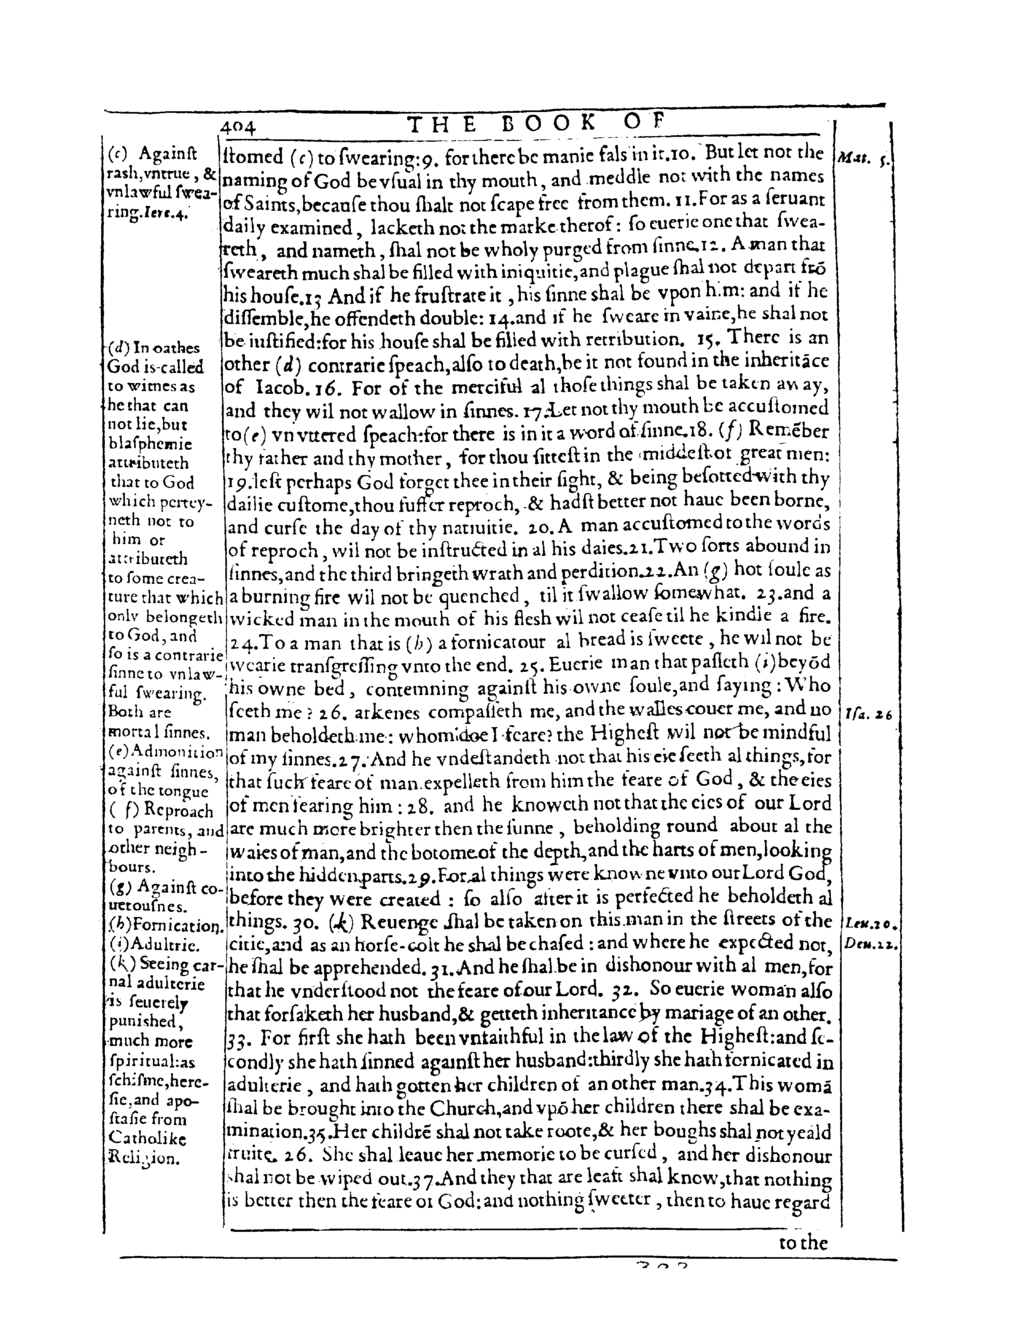 404 THE BOOK OF
(c) Againſt
raſh,vntrue, &
vnlawful ſwea-
ring.Iere.4.
(d) In oathes
God is called
to witnes as
he that can
not lie,but
blaſphemie
attributeth
that to God
which pertey-
neth not to
him or
attributeth
to ſome crea-
ture that which
only belongeth
to God, and
ſo is a contrarie
ſinne to vnlaw-
ful ſwearing.
Both are
mortal ſinnes.
(e) Admonition
againſt ſinnes,
of the tongue
(f) Reproach
to parents, and
other neigh-
bours.
(g) Againſt co-
uetouſnes.
(h) Fornication.
(i) Adultrie.
(k) Seeing car-
nal adulterie
is ſeuerely
puniſhed,
much more
ſpiritual:as
ſchiſme,here-
ſie,and apo-
ſtaſie from
Catholike
Religion.
ſtomed (c) to ſwearing:9. for there be manie fals in it.10. But let not the
naming of God be vſual in thy mouth, and meddle not with the names
of Saints,becauſe thou ſhalt not ſcape free from them. 11.For as a ſeruant
daily examined, lacketh not the marke therof: ſo euerie one that ſwea-
reth, and nameth, ſhal not be wholy purged from ſinne.12. A man that
ſweareth much shal be filled with iniquitie,and plague ſhal not depart frõ
his houſe.13 And if he fruſtrate it, his ſinne shal be vpon him: and if he
diſſemble,he offendeth double: 14.and if he ſweare in vaine,he shal not
be iuſtified:for his houſe shal be filled with retribution. 15. There is an
other (d) contrarie ſpeach,alſo to death,be it not found in the inheritãce
of Iacob. 16. For of the merciful al thoſe things shal be taken away,
and they wil not wallow in ſinnes. 17.Let not thy mouth be accuſtomed
to(e) vnvttered ſpeach:for there is in it a word of ſinne.18. (f) Remẽber
thy father and thy mother, for thou ſitteſt in the middeſt of great men:
19.leſt perhaps God forget thee in their ſight, & being beſotted with thy
dailie cuſtome,thou ſuffer reproch, & hadſt better not haue been borne,
and curſe the day of thy natiuitie. 20. A man accuſtomed to the words
of reproch, wil not be inſtructed in al his daies.21.Two ſorts abound in
ſinnes,and the third bringeth wrath and perdition.22.An (g) hot ſoule as
a burning fire wil not be quenched, til it ſwallow ſomewhat. 23.and a
wicked man in the mouth of his flesh wil not ceaſe til he kindle a fire.
24.To a man that is (h) a fornicatour al bread is ſweete, he wil not be
wearie tranſgreſſing vnto the end. 25. Euerie man that paſſeth (i)beyõd
his owne bed, contemning againſt his owne ſoule,and ſaying: Who
ſeeth me? 26. arkenes compaſſeth me, and the walles couer me, and no
man beholdeth me: whom doe I feare? the Higheſt wil not be mindful
of my ſinnes.27. And he vndeſtandeth not that his eie ſeeth al things,for
that ſuch feare of man expelleth from him the feare of God, & the eies
of men fearing him: 28. and he knoweth not that the eies of our Lord
are much more brighter then the ſunne, beholding round about al the
waies of man,and the botome of the depth,and the harts of men,looking
into the hidden parts.29.For al things were knowne vnto our Lord God,
before they were created: ſo alſo after it is perfected he beholdeth al
things. 30. (k) Reuenge ſhal be taken on this man in the ſtreets of the
citie,and as an horſe-colt he shal be chaſed: and where he expected not,
he ſhal be apprehended. 31.And he ſhal be in dishonour with al men,for
that he vnderſtood not the feare of our Lord. 32. So euerie woman alſo
that forſaketh her husband,& getteth inheritance by mariage of an other.
33. For firſt she hath been vnfaithful in the law of the Higheſt:and ſe-
condly she hath ſinned againſt her husband:thirdly she hath fornicated in
adulterie, and hath gotten her children of an other man.34.This womã
ſhal be brought into the Church,and vpõ her children there shal be exa-
mination.35.Her childrẽ shal not take roote,& her boughs shal not yeald
fruite. 26. She shal leaue her memorie to be curſed, and her dishonour
shal not be wiped out.37.And they that are left shal know,that nothing
is better then the feare of God: and nothing ſweeter, then to haue regard
Mat. 5.
Iſa. 26
Leu.20.
Deu.22.
to the